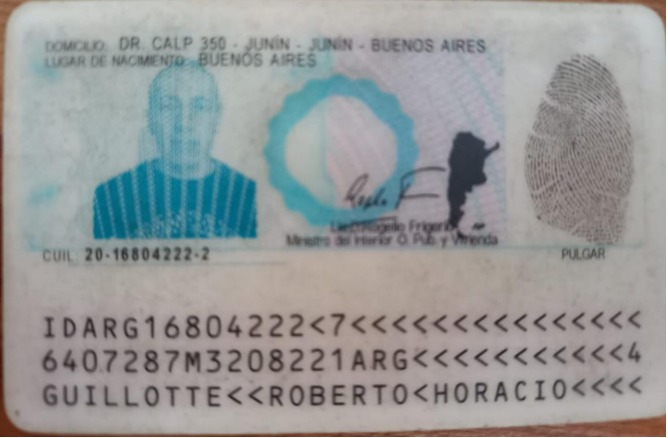 DOMICILIO: DR. CALP 350 - JUNÍN - JUNÍN - BUENOS AIRES
LUGAR DE NACIMIENTO: BUENOS AIRES
Lic. Rogelio Frigerio
Ministro del Interior O. Pub. y Vivienda
CUIL: 20-16804222-2
PULGAR
IDARG16804222<7<<<<<<<<<<<<<<<
6407287M3208221ARG<<<<<<<<<<<4
GUILLOTTE<<ROBERTO<HORACIO<<<<